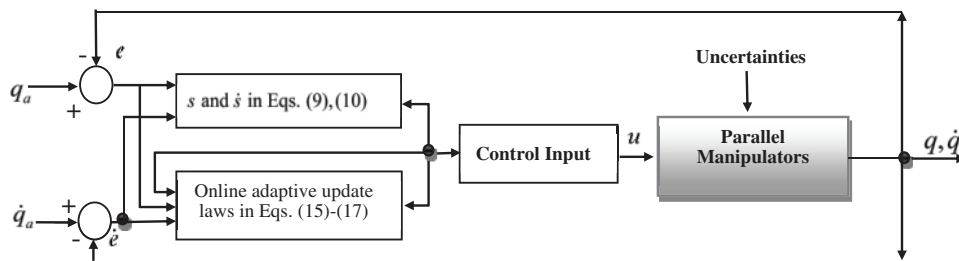 - e
q_a
+
s and ṡ in Eqs. (9),(10)
Uncertainties
Control Input
u
Parallel
Manipulators
q, q̇
Online adaptive update
laws in Eqs. (15)-(17)
+
q̇_a
- ė